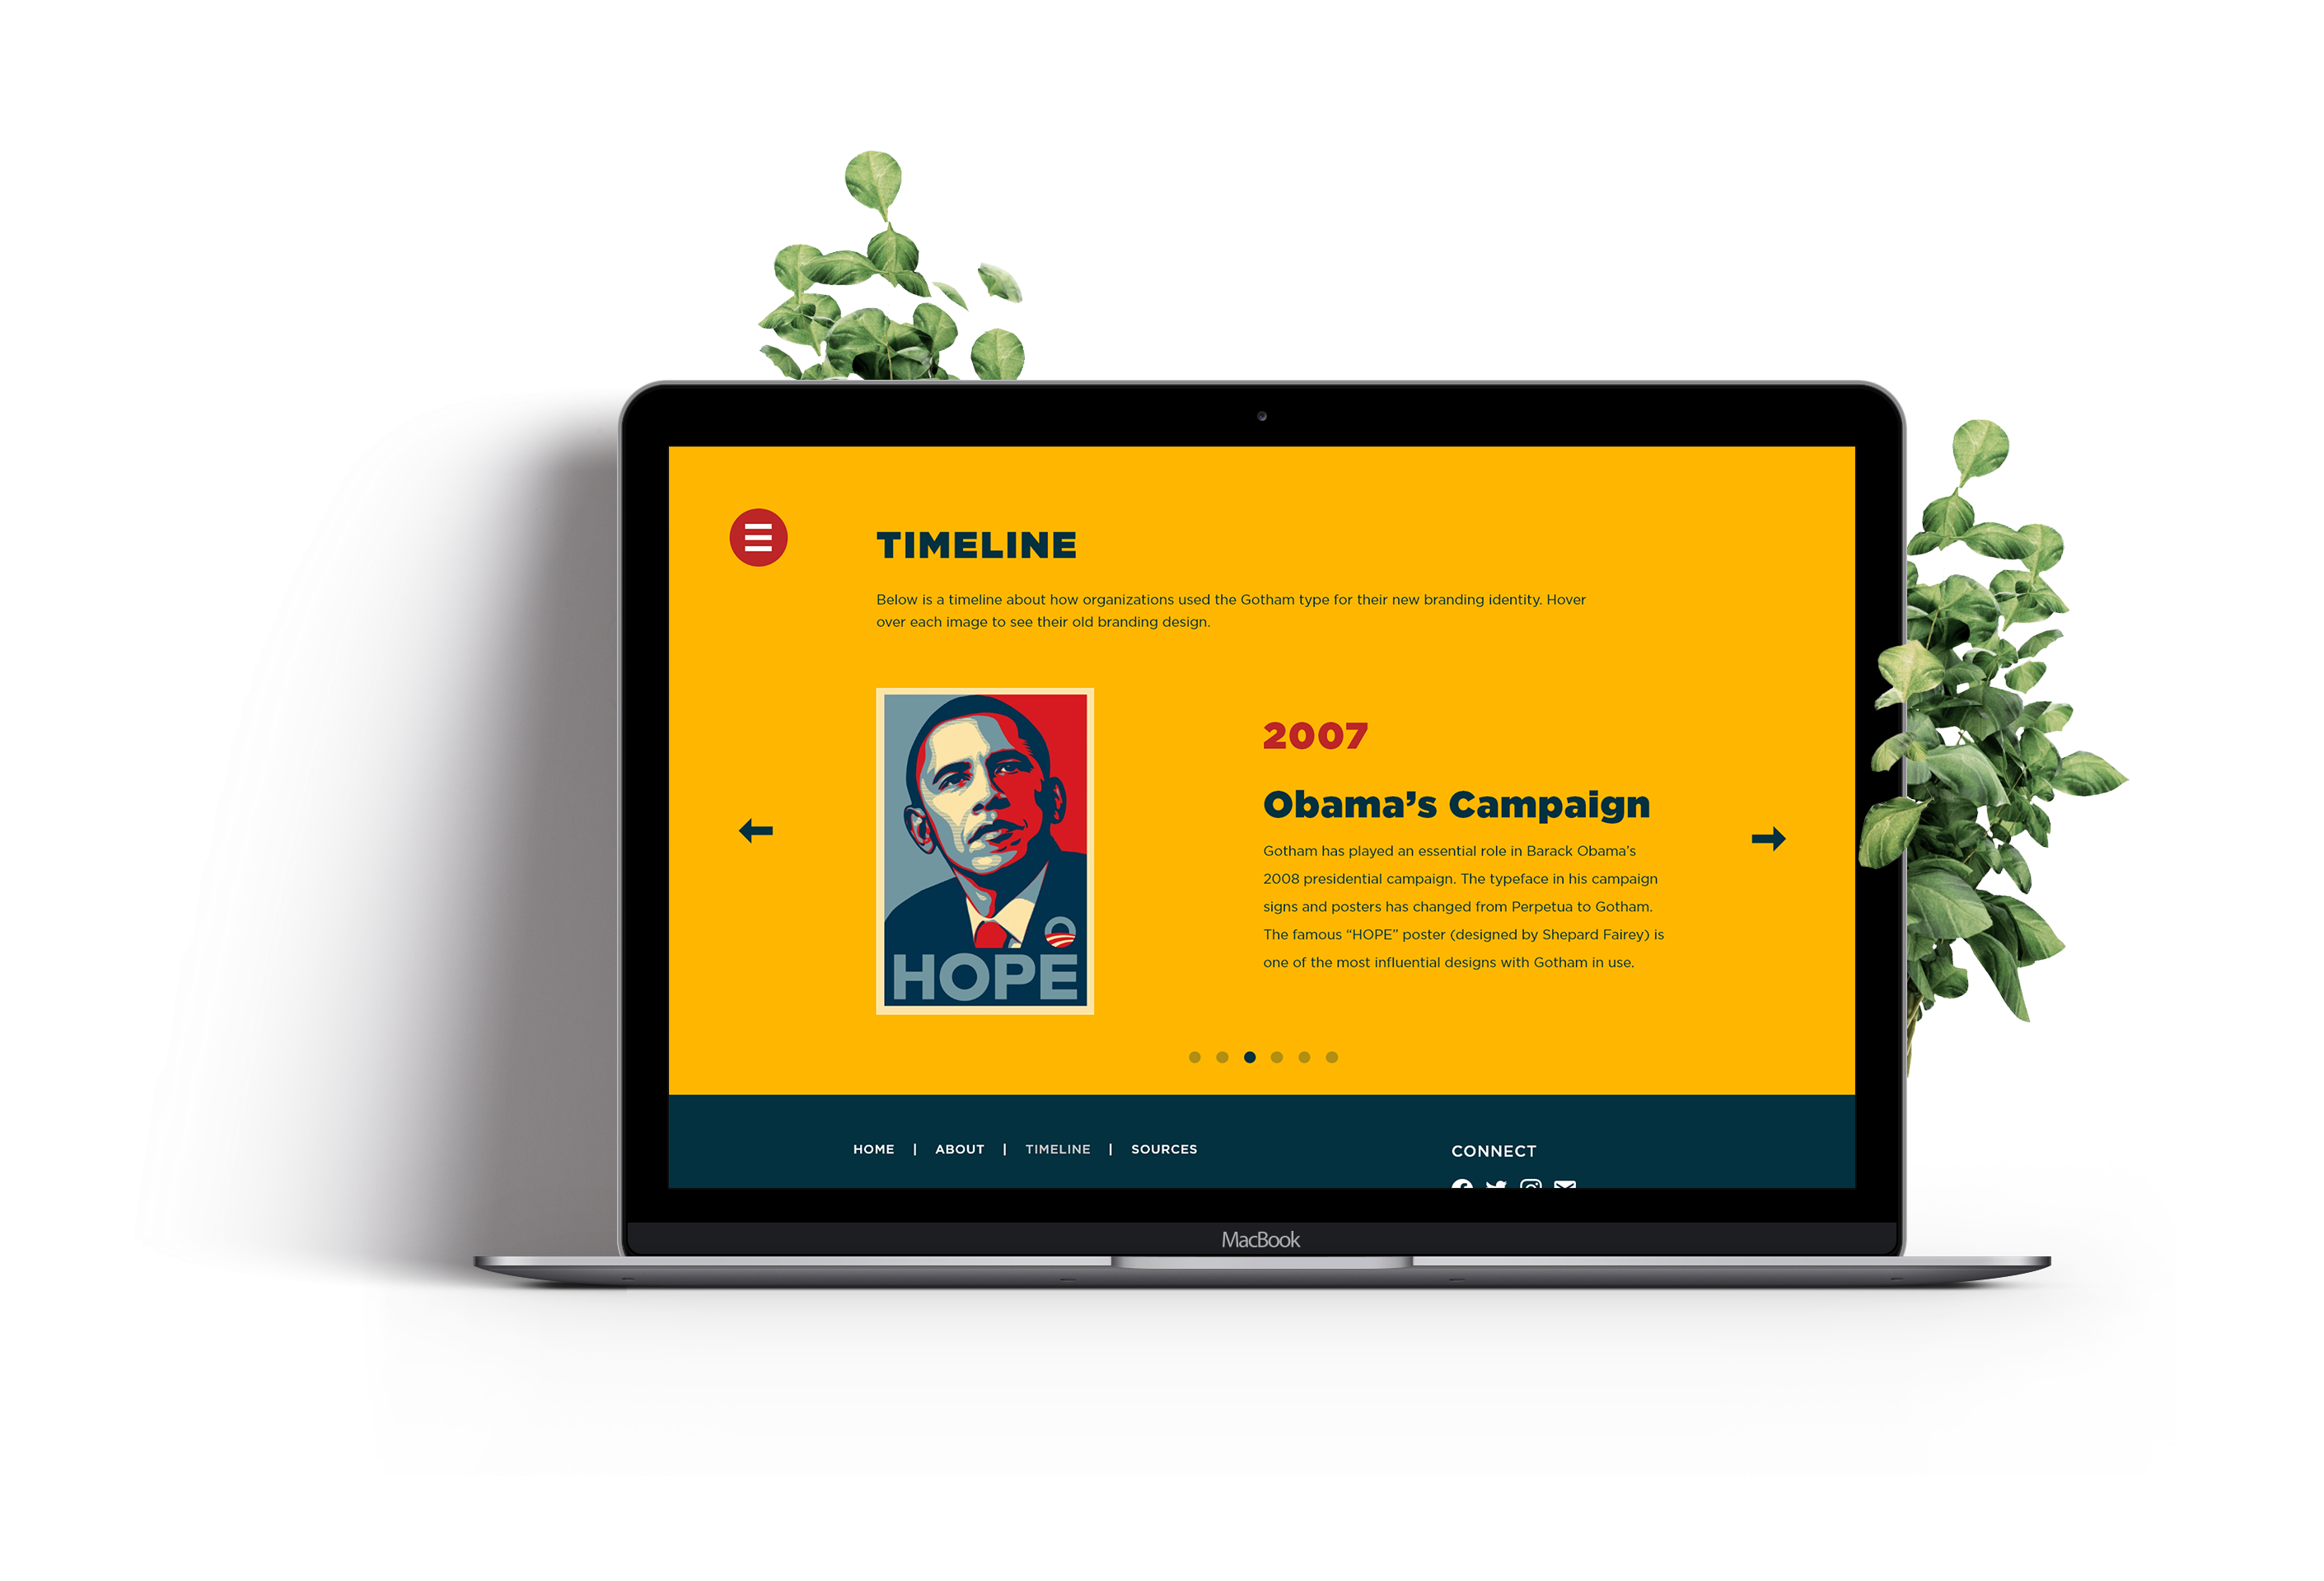 TIMELINE
Below is a timeline about how organizations used the Gotham type for their new branding identity. Hover
over each image to see their old branding design.
HOPE
2007
Obama’s Campaign
Gotham has played an essential role in Barack Obama’s
2008 presidential campaign. The typeface in his campaign
signs and posters has changed from Perpetua to Gotham.
The famous “HOPE” poster (designed by Shepard Fairey) is
one of the most influential designs with Gotham in use.
HOME | ABOUT | TIMELINE | SOURCES
CONNECT
MacBook